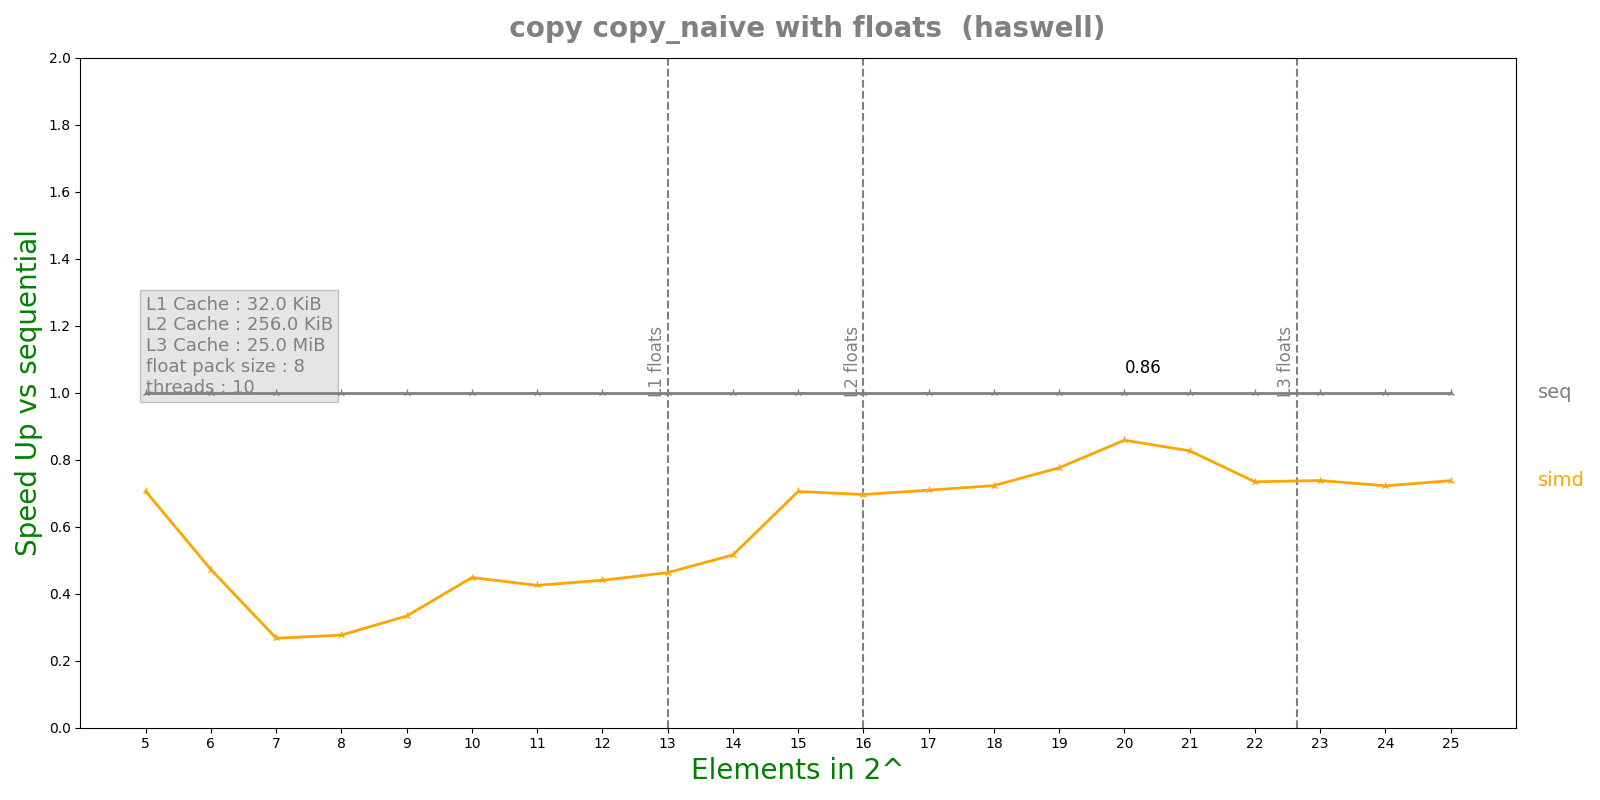 copy copy_naive with floats  (haswell)
Speed Up vs sequential
2.0
1.8
1.6
1.4
1.2
1.0
0.8
0.6
0.4
0.2
0.0
L1 Cache : 32.0 KiB
L2 Cache : 256.0 KiB
L3 Cache : 25.0 MiB
float pack size : 8
threads : 10
L1 floats
L2 floats
L3 floats
0.86
seq
simd
5 6 7 8 9 10 11 12 13 14 15 16 17 18 19 20 21 22 23 24 25
Elements in 2^